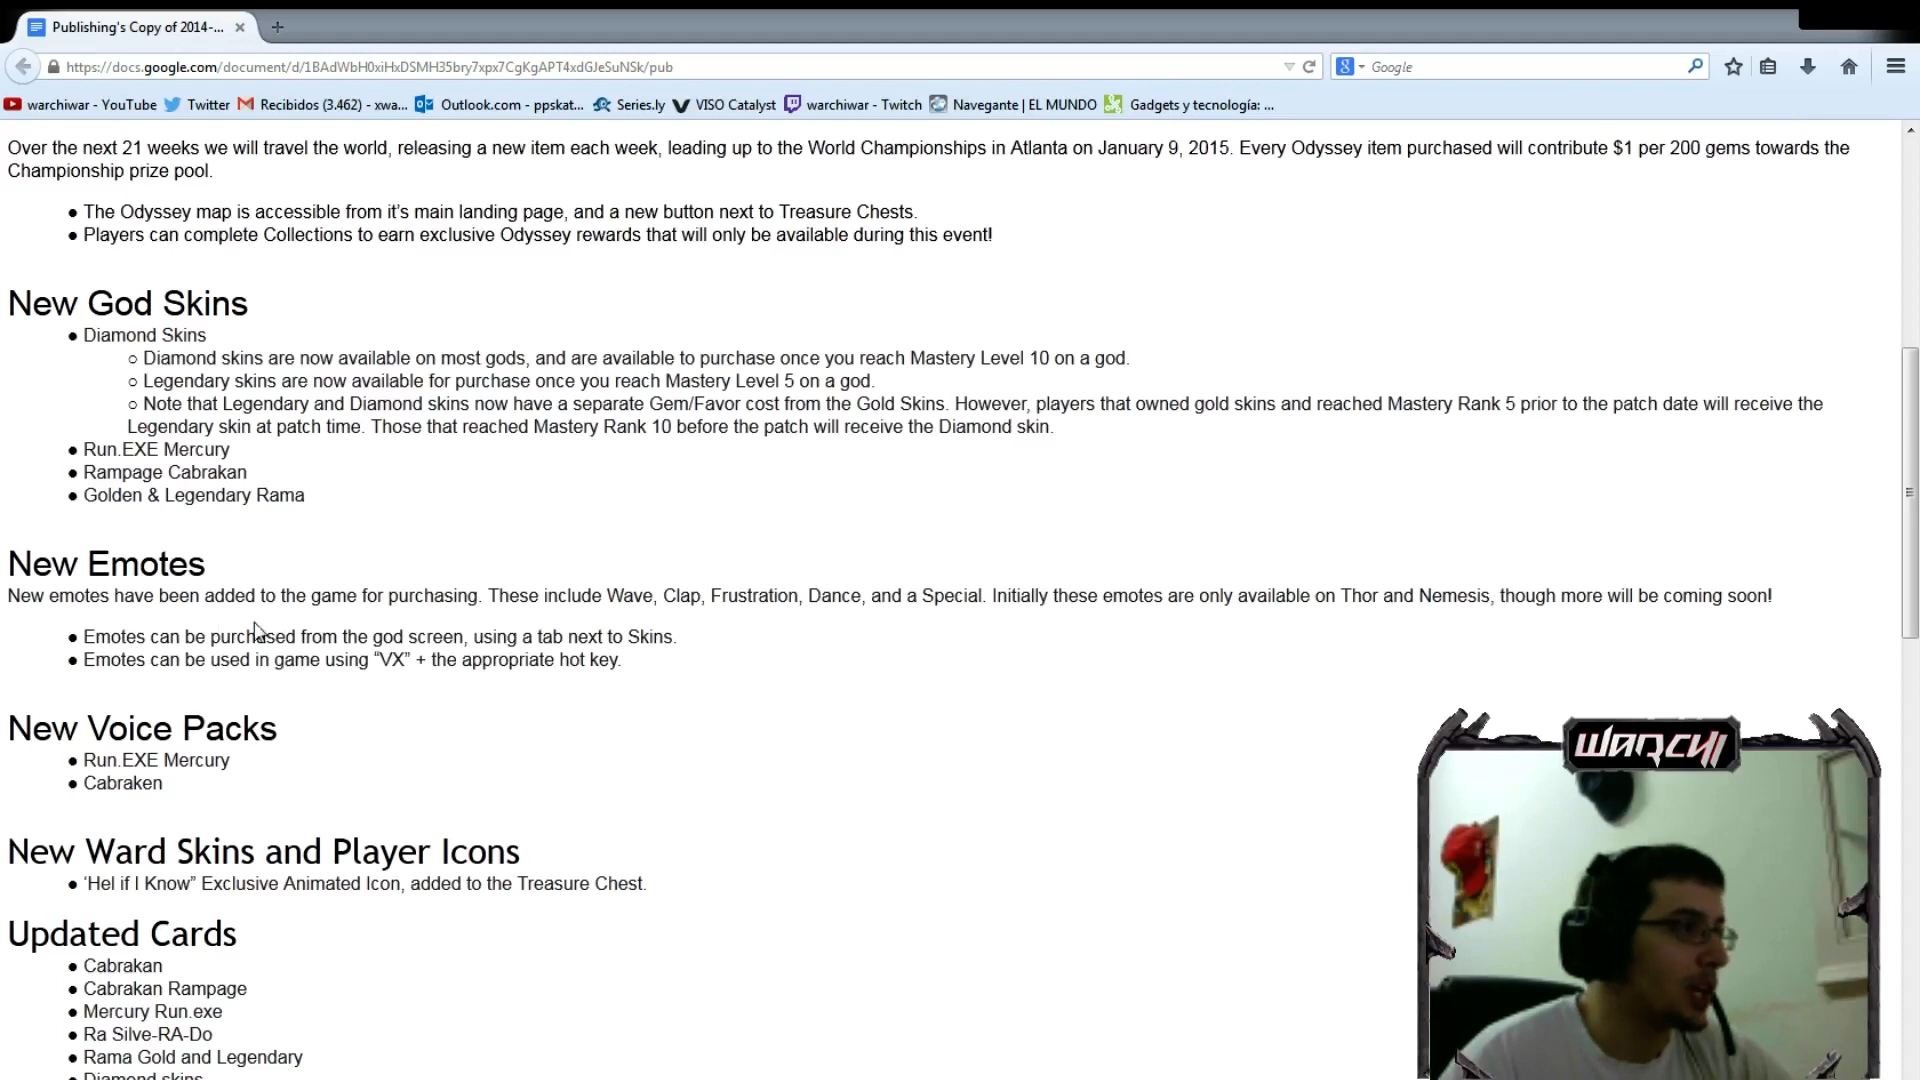 Publishing's Copy of 2014-...
https://docs.google.com/document/d/1BAdWbH0xiHxDSMH35bry7xpx7CgKgAPT4xdGJeSuNSk/pub
Google
warchiwar - YouTube Twitter Recibidos (3.462) - xwa... Outlook.com - ppskat... Series.ly VISO Catalyst warchiwar - Twitch Navegante | EL MUNDO Gadgets y tecnología: ...
Over the next 21 weeks we will travel the world, releasing a new item each week, leading up to the World Championships in Atlanta on January 9, 2015. Every Odyssey item purchased will contribute $1 per 200 gems towards the
Championship prize pool.
● The Odyssey map is accessible from it's main landing page, and a new button next to Treasure Chests.
● Players can complete Collections to earn exclusive Odyssey rewards that will only be available during this event!
New God Skins
● Diamond Skins
○ Diamond skins are now available on most gods, and are available to purchase once you reach Mastery Level 10 on a god.
○ Legendary skins are now available for purchase once you reach Mastery Level 5 on a god.
○ Note that Legendary and Diamond skins now have a separate Gem/Favor cost from the Gold Skins. However, players that owned gold skins and reached Mastery Rank 5 prior to the patch date will receive the
Legendary skin at patch time. Those that reached Mastery Rank 10 before the patch will receive the Diamond skin.
● Run.EXE Mercury
● Rampage Cabrakan
● Golden & Legendary Rama
New Emotes
New emotes have been added to the game for purchasing. These include Wave, Clap, Frustration, Dance, and a Special. Initially these emotes are only available on Thor and Nemesis, though more will be coming soon!
● Emotes can be purchased from the god screen, using a tab next to Skins.
● Emotes can be used in game using “VX” + the appropriate hot key.
New Voice Packs
● Run.EXE Mercury
● Cabraken
New Ward Skins and Player Icons
● ‘Hel if I Know” Exclusive Animated Icon, added to the Treasure Chest.
Updated Cards
● Cabrakan
● Cabrakan Rampage
● Mercury Run.exe
● Ra Silve-RA-Do
● Rama Gold and Legendary
Diamond skins
WARCHI